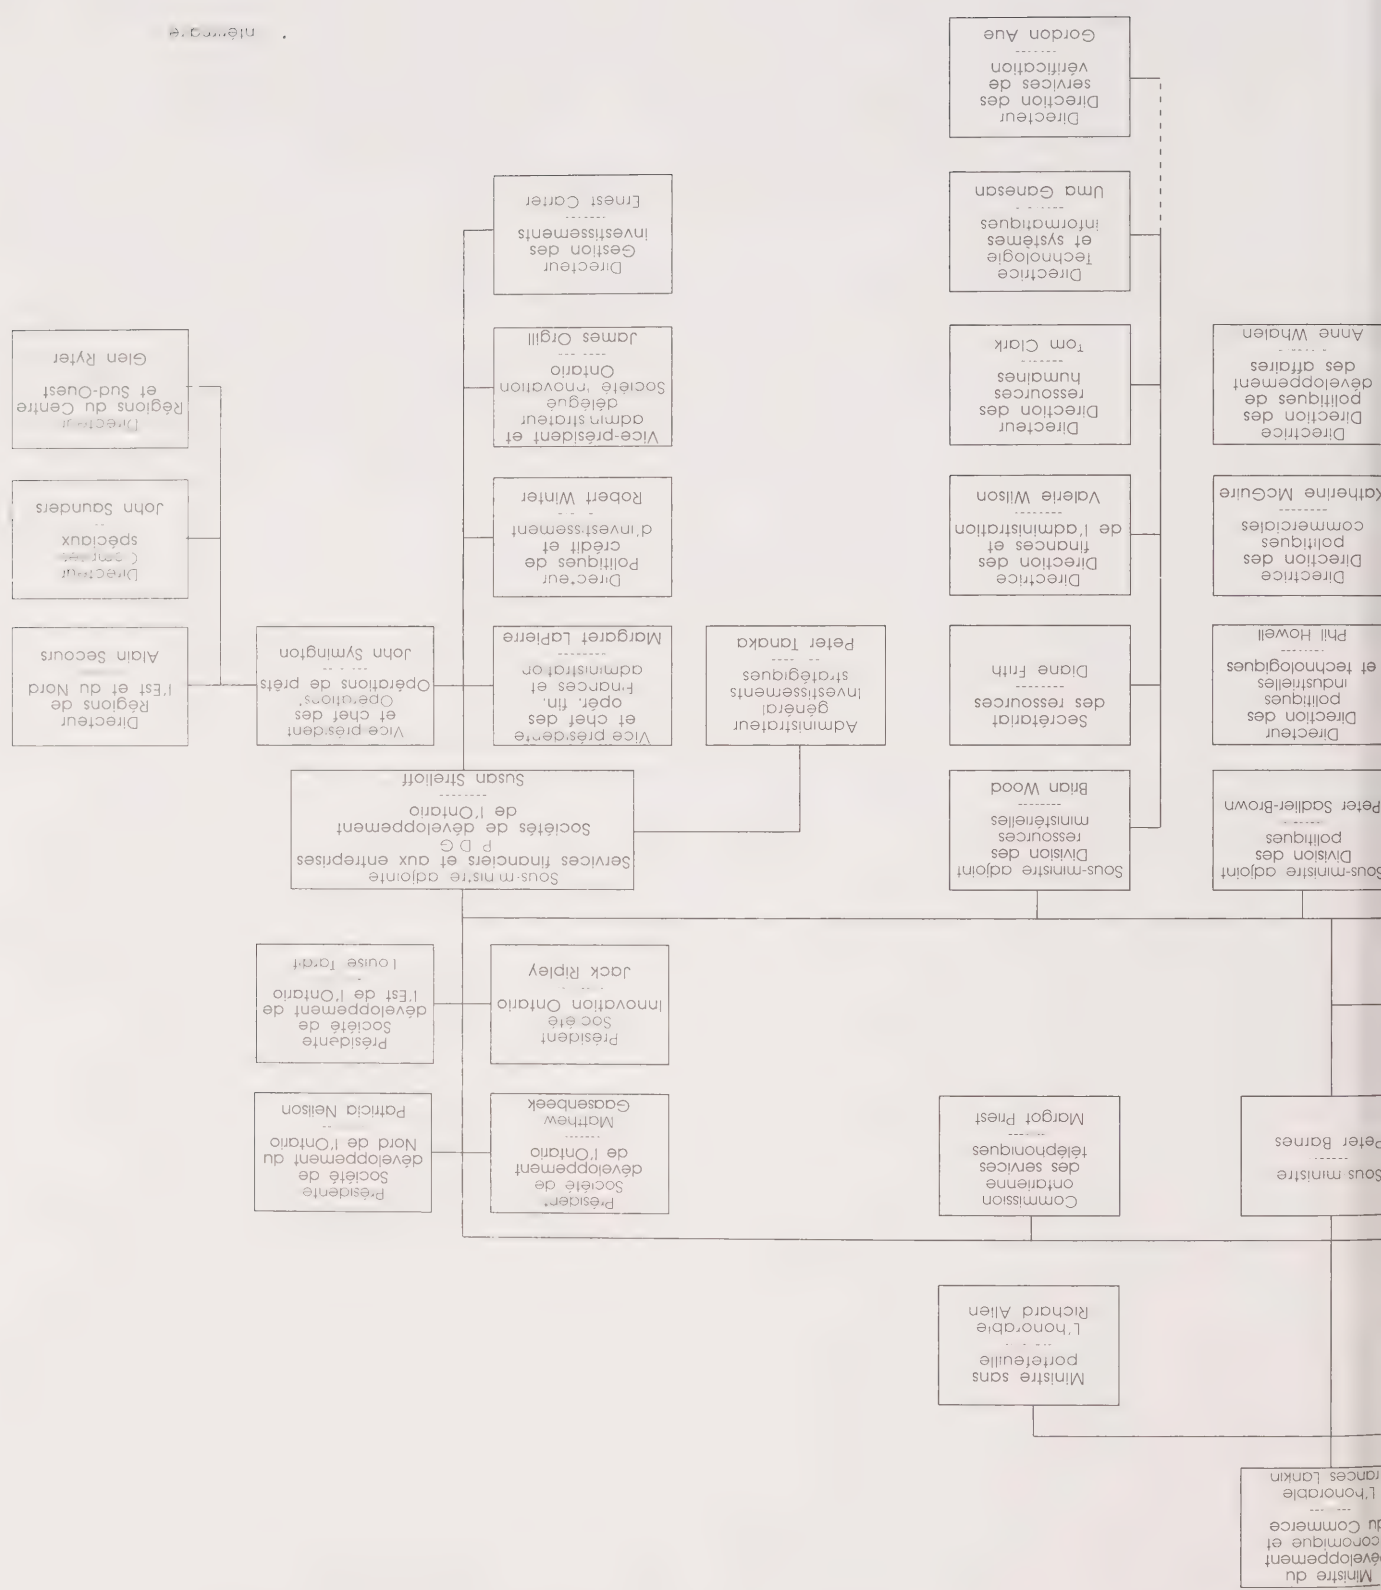 Ministre du
éveloppement
conomique et
du Commerce
L'honorable
rances Lankin
Ministre sans
portefeuille
L'honorable
Richard Allen
Sous ministre
Peter Barnes
Commission
ontarienne
des services
téléphoniques
Margot Priest
Président
Société de
développement
de l'Ontario
Matthew
Gaasenbeek
Présidente
Société de
développement du
Nord de l'Ontario
Patricia Neilson
Président
Société
Innovation Ontario
Jack Ripley
Présidente
Société de
développement de
l'Est de l'Ontario
Louise Tardif
Sous-ministre adjoint
Division des
politiques
Peter Sadlier-Brown
Sous-ministre adjoint
Division des
ressources
ministérielles
Brian Wood
Sous-ministre adjointe
Services financiers et aux entreprises
P D G
Sociétés de développement
de l'Ontario
Susan Strelioff
Directeur
Direction des
politiques
industrielles
et technologiques
Phil Howell
Secrétariat
des ressources
Diane Frith
Administrateur
général
Investissements
stratégiques
Peter Tanaka
Vice présidente
et chef des
opér. fin.
Finances et
administration
Margaret LaPierre
Vice président
et chef des
Opérations*
Opérations de prêts
John Symington
Directeur
Régions de
l'Est et du Nord
Alain Secours
Directrice
Direction des
politiques
commerciales
Katherine McGuire
Directrice
Direction des
finances et
de l'administration
Valerie Wilson
Directeur
Politiques de
crédit et
d'investissement
Robert Winter
Directeur
Comptes
spéciaux
John Saunders
Directrice
Direction des
politiques de
développement
des affaires
Anne Whalen
Directeur
Direction des
ressources
humaines
Tom Clark
Vice-président et
administrateur
délégué
Société Innovation
Ontario
James Orgill
Directeur
Régions du Centre
et Sud-Ouest
Glen Ryter
Directrice
Technologie
et systèmes
informatiques
Uma Ganesan
Directeur
Gestion des
investissements
Ernest Carter
Directeur
Direction des
services de
vérification
Gordon Aue